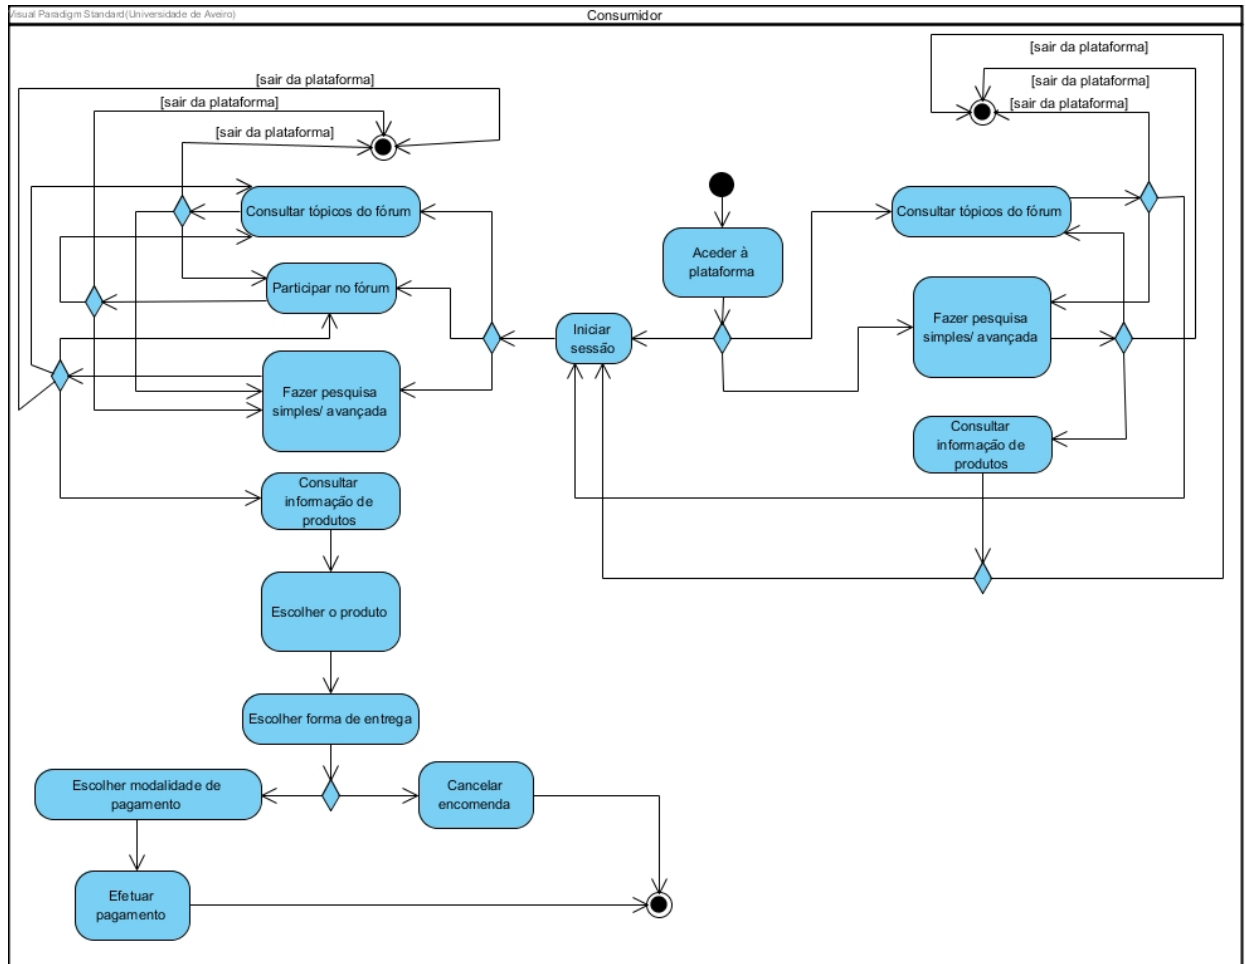 Visual Paradigm Standard(Universidade de Aveiro)
Consumidor
[sair da plataforma]
[sair da plataforma]
[sair da plataforma]
[sair da plataforma]
[sair da plataforma]
[sair da plataforma]
Consultar tópicos do fórum
Participar no fórum
Fazer pesquisa
simples/ avançada
Consultar
informação de
produtos
Escolher o produto
Escolher forma de entrega
Escolher modalidade de
pagamento
Cancelar
encomenda
Efetuar
pagamento
Aceder à
plataforma
Iniciar
sessão
Consultar tópicos do fórum
Fazer pesquisa
simples/ avançada
Consultar
informação de
produtos